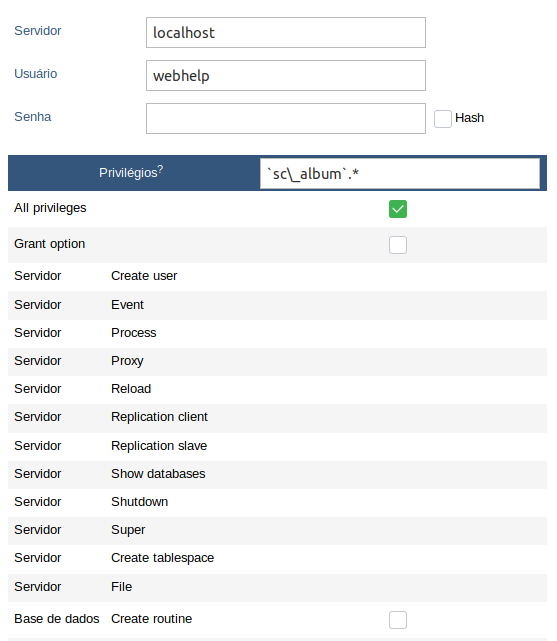 Servidor localhost
Usuário webhelp
Senha Hash
Privilégios? `sc\_album`.*
All privileges
Grant option
Servidor Create user
Servidor Event
Servidor Process
Servidor Proxy
Servidor Reload
Servidor Replication client
Servidor Replication slave
Servidor Show databases
Servidor Shutdown
Servidor Super
Servidor Create tablespace
Servidor File
Base de dados Create routine